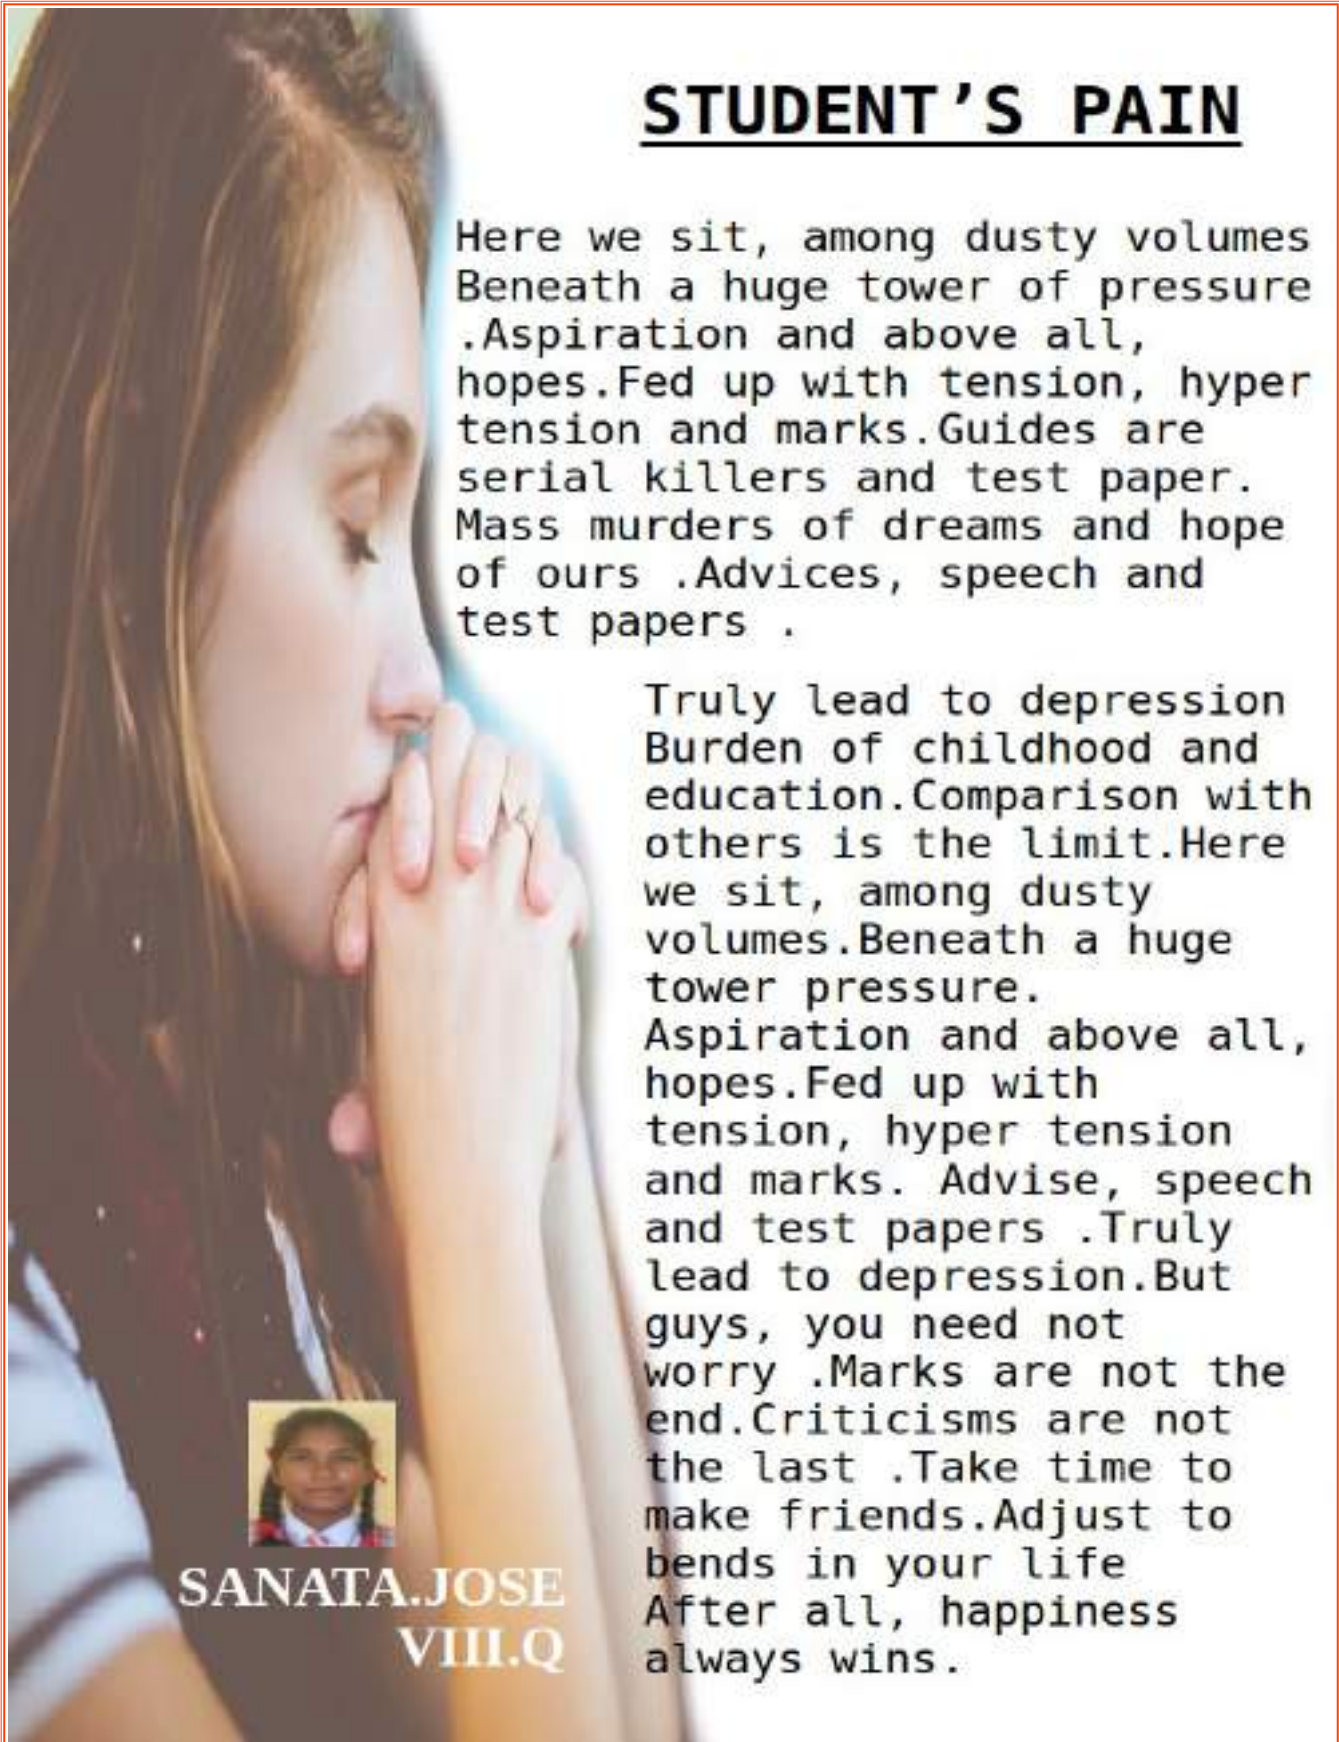 STUDENT’S PAIN
Here we sit, among dusty volumes
Beneath a huge tower of pressure
.Aspiration and above all,
hopes.Fed up with tension, hyper
tension and marks.Guides are
serial killers and test paper.
Mass murders of dreams and hope
of ours .Advices, speech and
test papers .
Truly lead to depression
Burden of childhood and
education.Comparison with
others is the limit.Here
we sit, among dusty
volumes.Beneath a huge
tower pressure.
Aspiration and above all,
hopes.Fed up with
tension, hyper tension
and marks. Advise, speech
and test papers .Truly
lead to depression.But
guys, you need not
worry .Marks are not the
end.Criticisms are not
the last .Take time to
make friends.Adjust to
bends in your life
After all, happiness
always wins.
SANATA.JOSE
VIII.Q